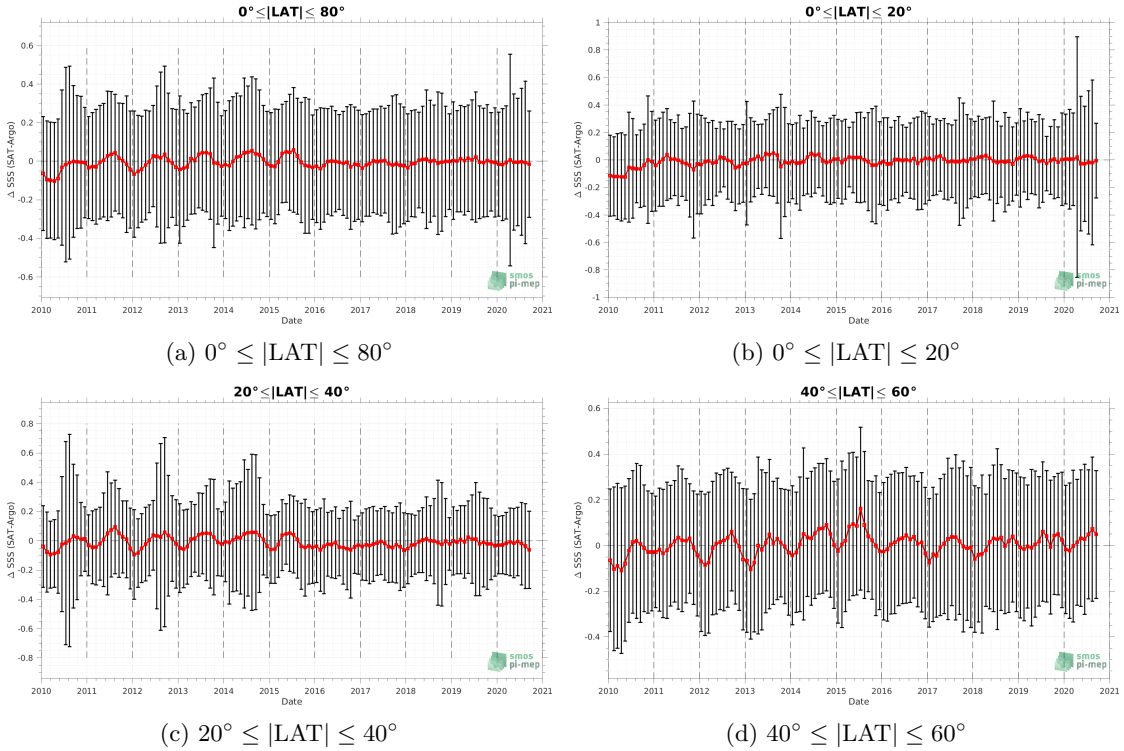 0°≤|LAT|≤ 80°
Δ SSS (SAT-Argo)
0.6
0.4
0.2
0
-0.2
-0.4
-0.6
2010 2011 2012 2013 2014 2015 2016 2017 2018 2019 2020 2021
Date
smos
pi-mep
(a) 0° ≤ |LAT| ≤ 80°
0°≤|LAT|≤ 20°
Δ SSS (SAT-Argo)
1
0.8
0.6
0.4
0.2
0
-0.2
-0.4
-0.6
-0.8
-1
2010 2011 2012 2013 2014 2015 2016 2017 2018 2019 2020 2021
Date
smos
pi-mep
(b) 0° ≤ |LAT| ≤ 20°
20°≤|LAT|≤ 40°
Δ SSS (SAT-Argo)
0.8
0.6
0.4
0.2
0
-0.2
-0.4
-0.6
-0.8
2010 2011 2012 2013 2014 2015 2016 2017 2018 2019 2020 2021
Date
smos
pi-mep
(c) 20° ≤ |LAT| ≤ 40°
40°≤|LAT|≤ 60°
Δ SSS (SAT-Argo)
0.6
0.4
0.2
0
-0.2
-0.4
2010 2011 2012 2013 2014 2015 2016 2017 2018 2019 2020 2021
Date
smos
pi-mep
(d) 40° ≤ |LAT| ≤ 60°